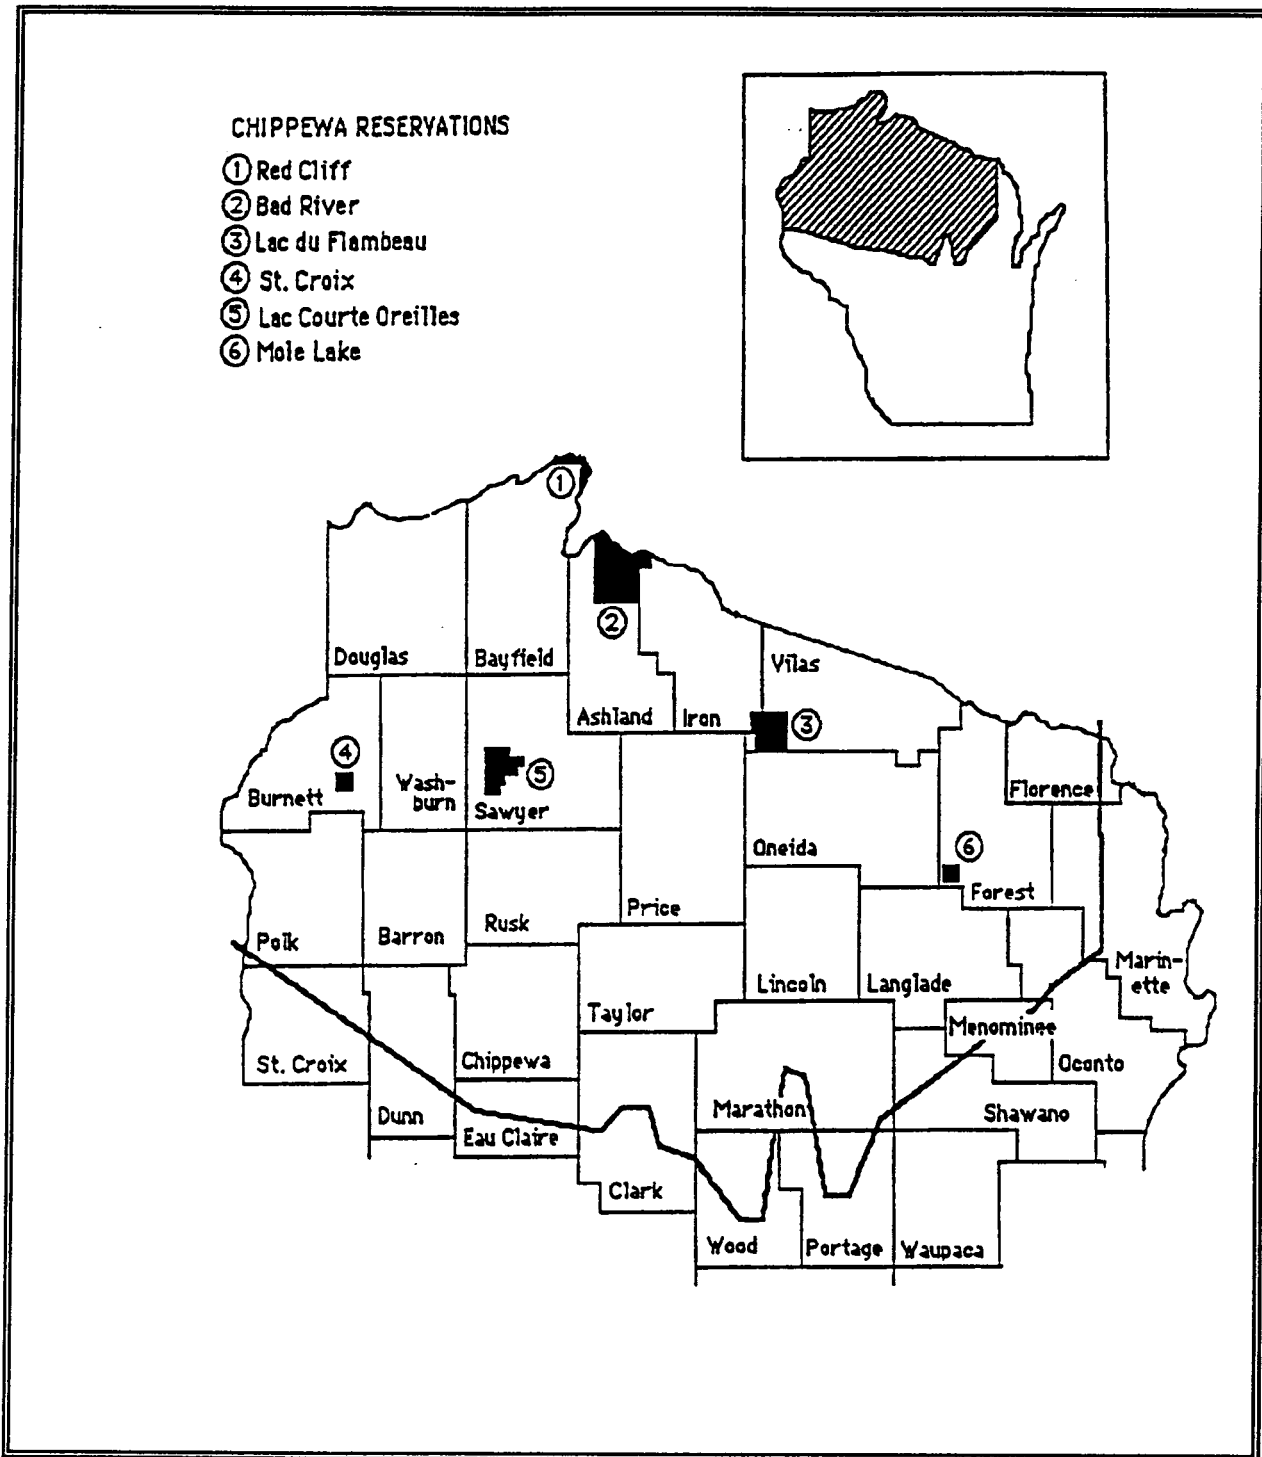 CHIPPEWA RESERVATIONS
1 Red Cliff
2 Bad River
3 Lac du Flambeau
4 St. Croix
5 Lac Courte Oreilles
6 Mole Lake
1
2
Douglas
Bayfield
Vilas
Ashland
Iron
3
4
5
Burnett
Wash-
burn
Sawyer
Florence
Oneida
6
Forest
Price
Rusk
Polk
Barron
Marin-
ette
Lincoln
Langlade
Taylor
Menominee
St. Croix
Chippewa
Oconto
Dunn
Marathon
Shawano
Eau Claire
Clark
Wood
Portage
Waupaca